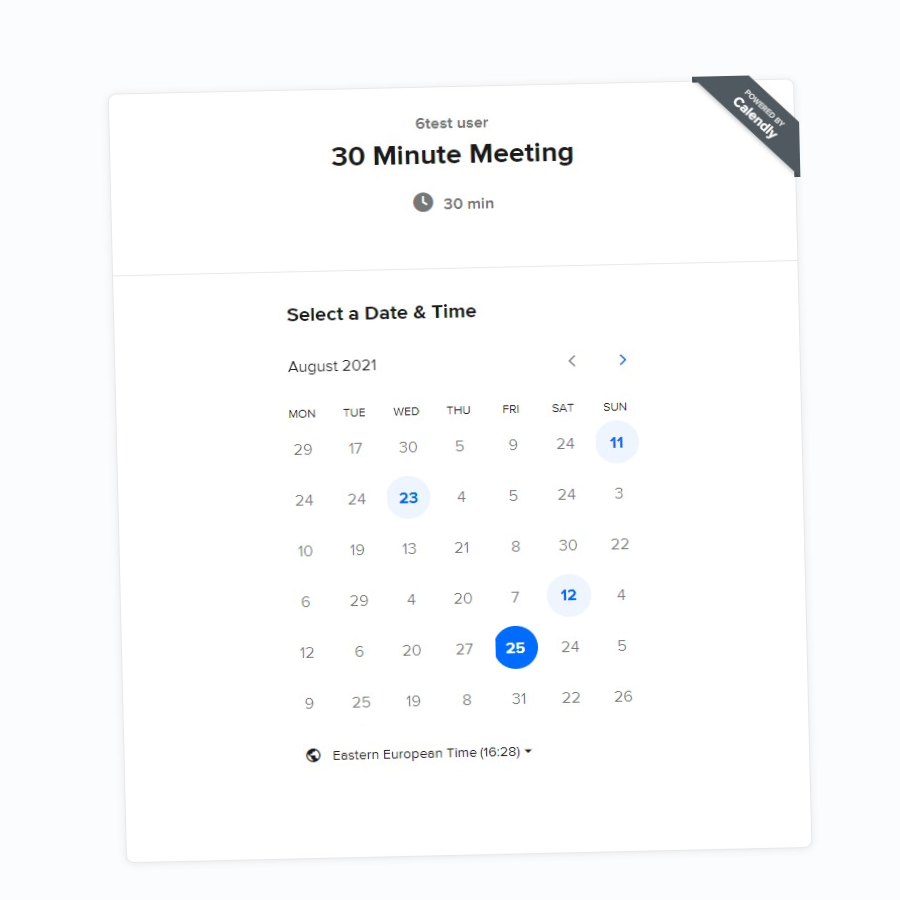 POWERED BY
Calendly
6test user
30 Minute Meeting
30 min
Select a Date & Time
August 2021
MON TUE WED THU FRI SAT SUN
29 17 30 5 9 24 11
24 24 23 4 5 24 3
10 19 13 21 8 30 22
6 29 4 20 7 12 4
12 6 20 27 25 24 5
9 25 19 8 31 22 26
Eastern European Time (16:28)